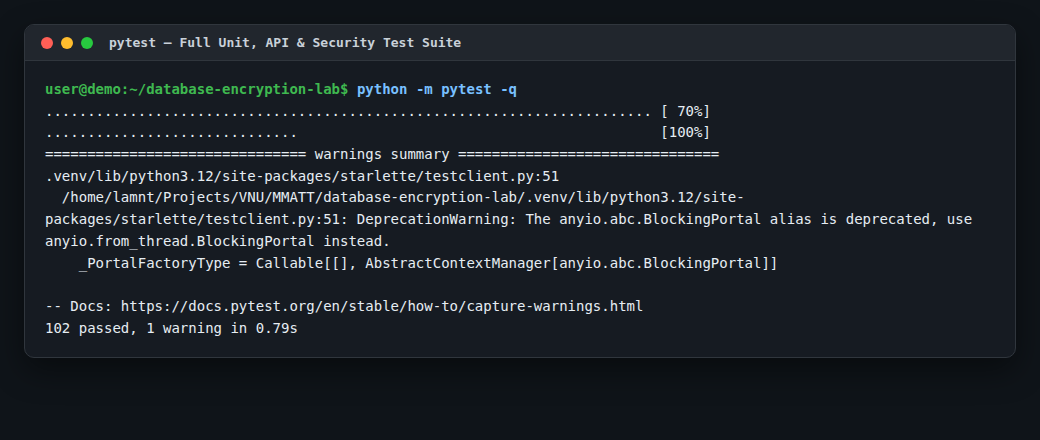 pytest — Full Unit, API & Security Test Suite
user@demo:~/database-encryption-lab$ python -m pytest -q
........................................................................ [ 70%]
..............................                                           [100%]
=============================== warnings summary ===============================
.venv/lib/python3.12/site-packages/starlette/testclient.py:51
  /home/lamnt/Projects/VNU/MMATT/database-encryption-lab/.venv/lib/python3.12/site-
packages/starlette/testclient.py:51: DeprecationWarning: The anyio.abc.BlockingPortal alias is deprecated, use
anyio.from_thread.BlockingPortal instead.
    _PortalFactoryType = Callable[[], AbstractContextManager[anyio.abc.BlockingPortal]]
-- Docs: https://docs.pytest.org/en/stable/how-to/capture-warnings.html
102 passed, 1 warning in 0.79s